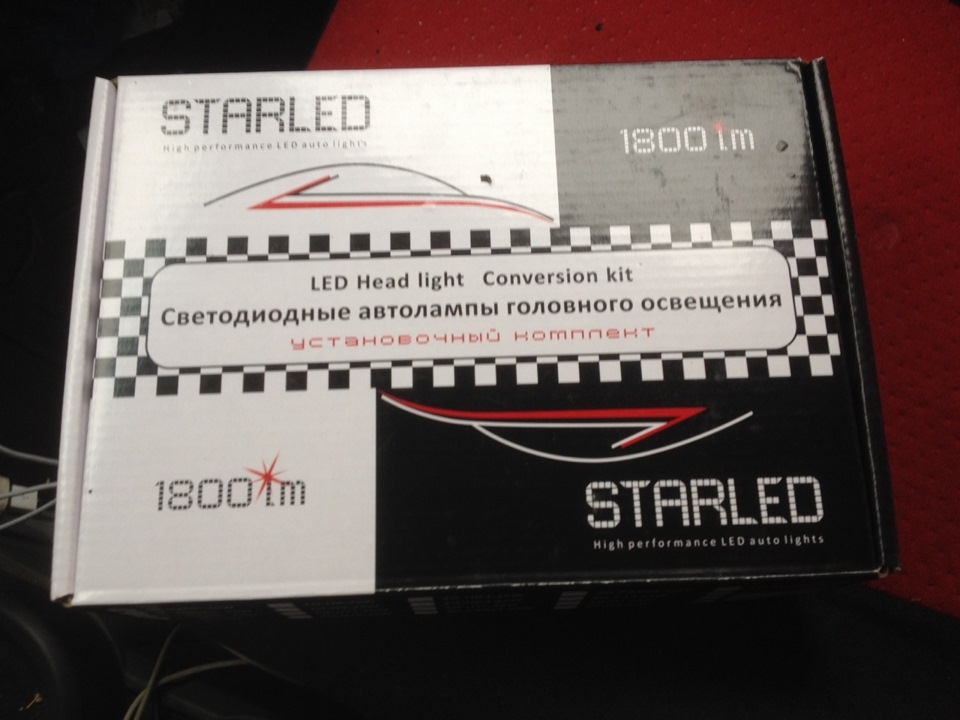 STARLED
High performance LED auto lights
1800 lm
LED Head light Conversion kit
Светодиодные автолампы головного освещения
установочный комплект
1800 lm
STARLED
High performance LED auto lights